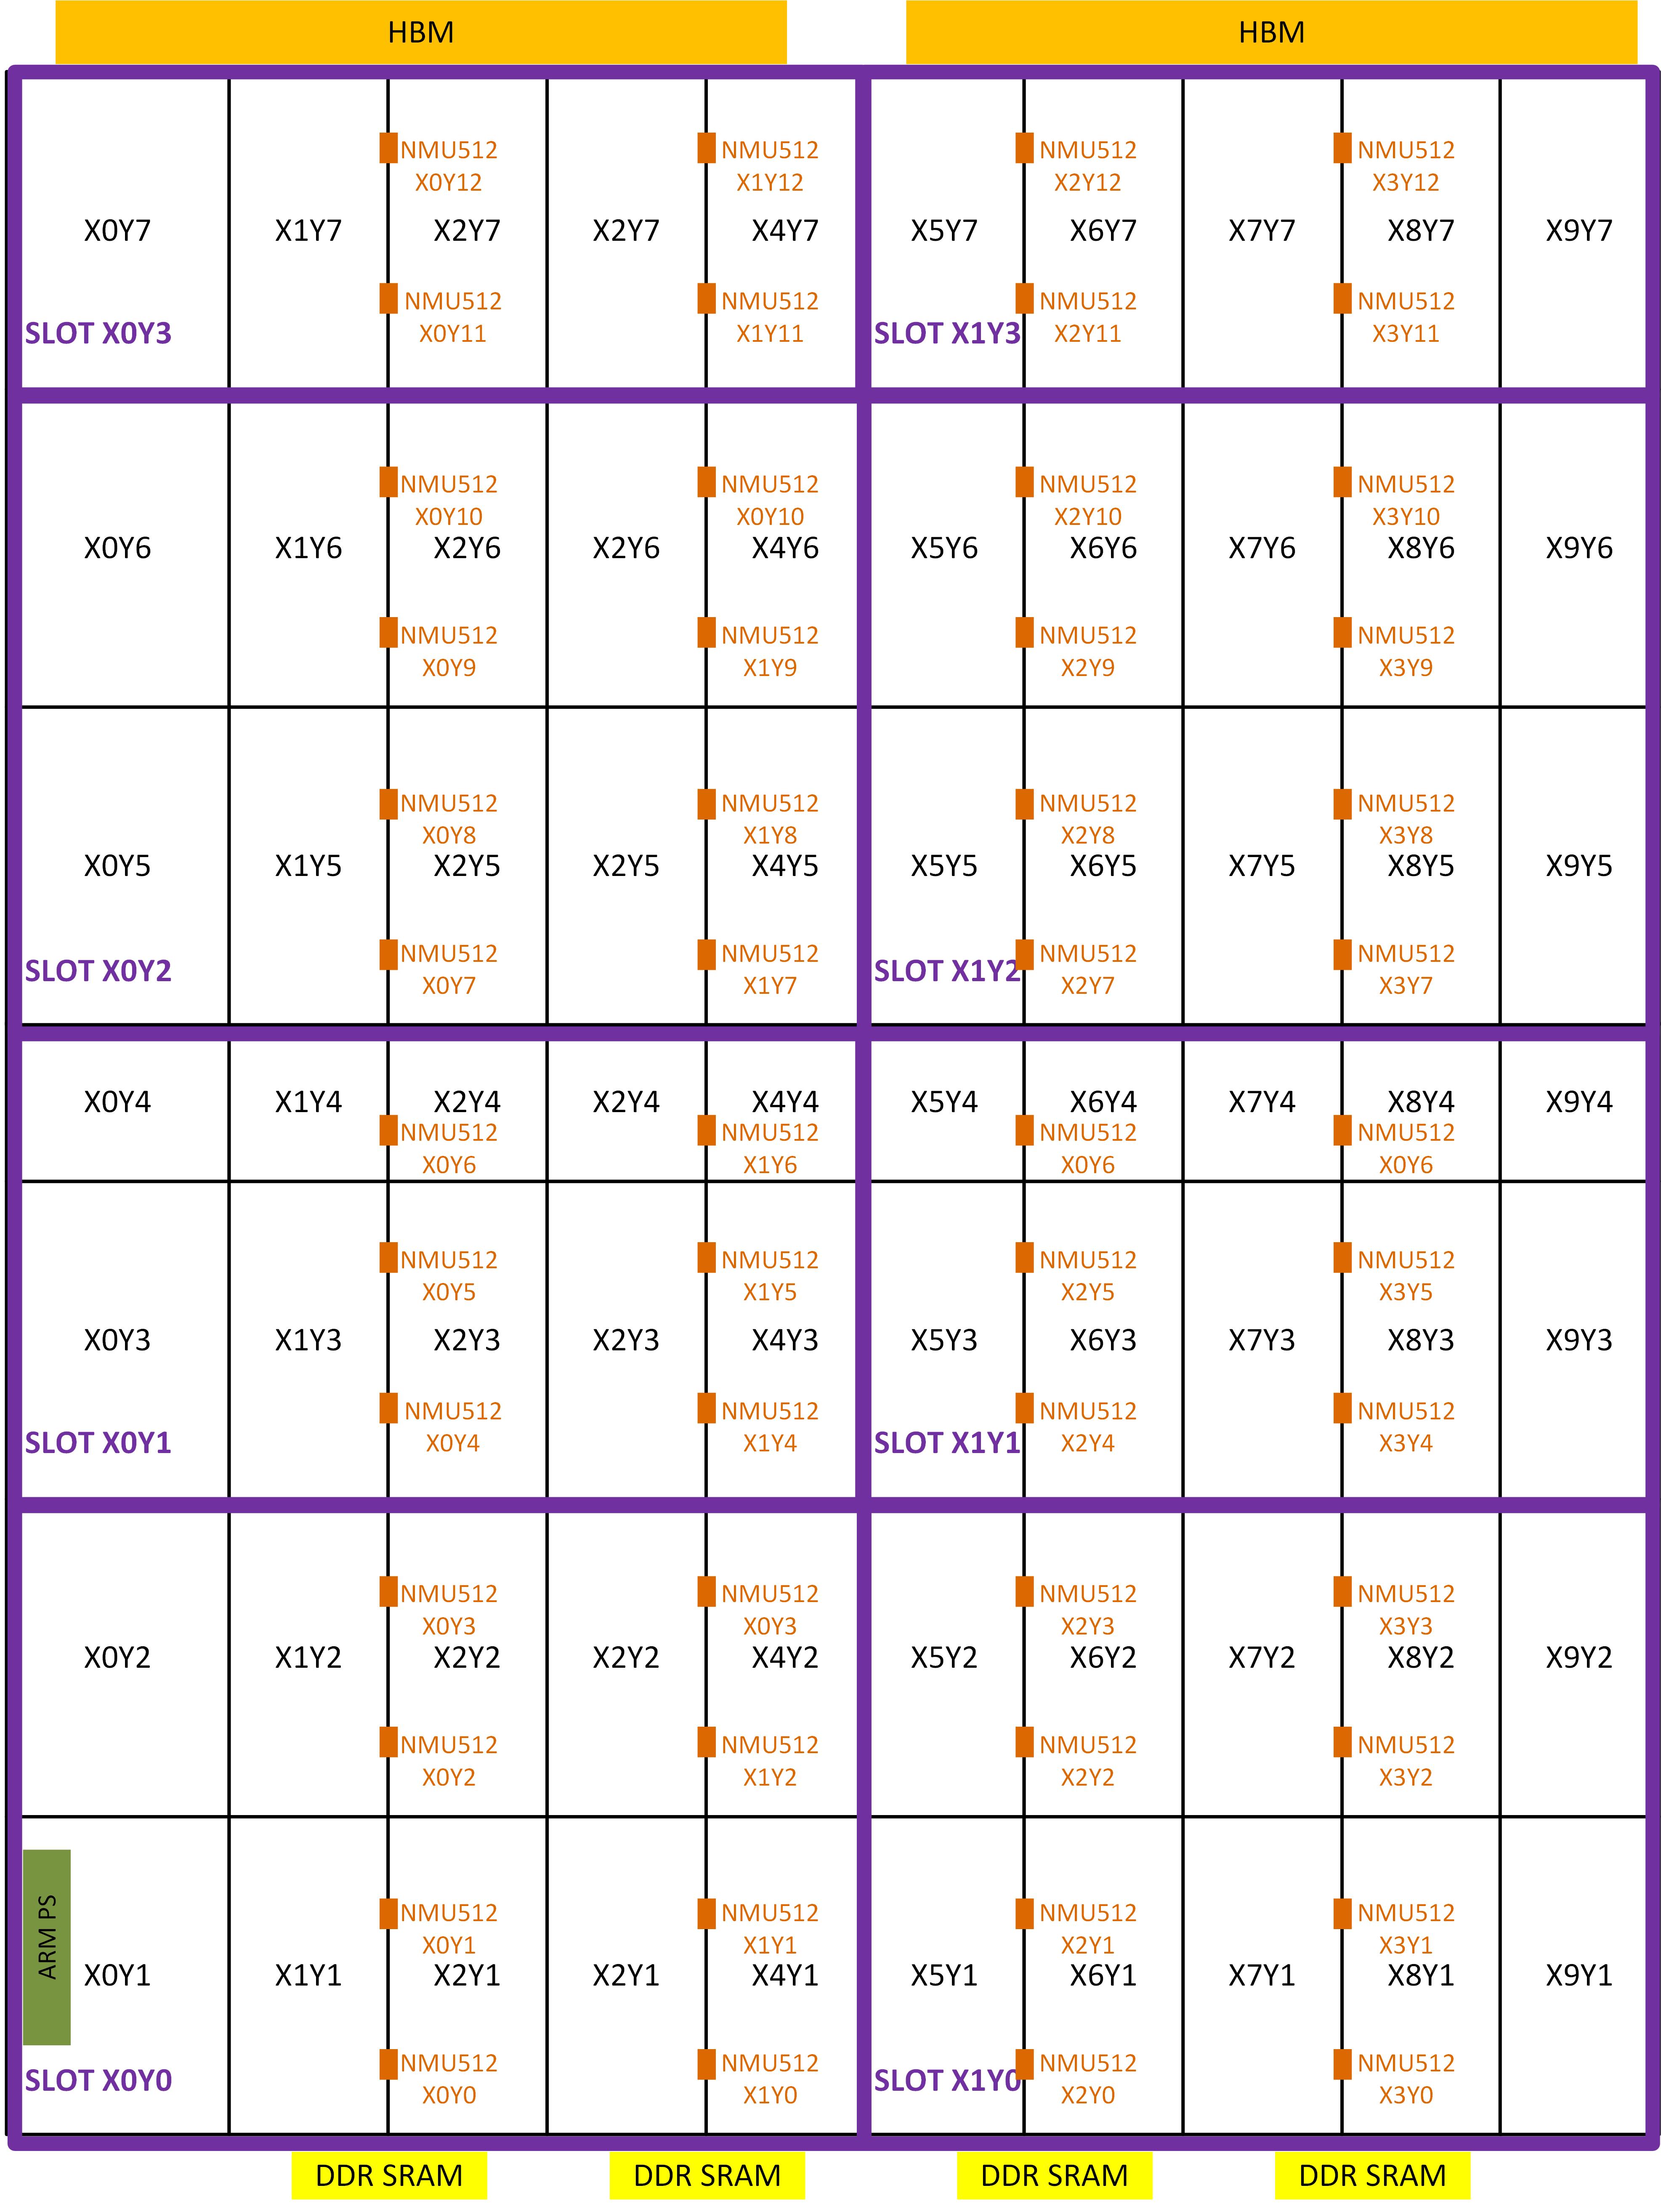 HBM HBM
NMU512 NMU512 NMU512 NMU512
X0Y12 X1Y12 X2Y12 X3Y12
X0Y7 X1Y7 X2Y7 X2Y7 X4Y7 X5Y7 X6Y7 X7Y7 X8Y7 X9Y7
NMU512 NMU512 NMU512 NMU512
SLOT X0Y3 X0Y11 X1Y11 SLOT X1Y3 X2Y11 X3Y11
NMU512 NMU512 NMU512 NMU512
X0Y10 X0Y10 X2Y10 X3Y10
X0Y6 X1Y6 X2Y6 X2Y6 X4Y6 X5Y6 X6Y6 X7Y6 X8Y6 X9Y6
NMU512 NMU512 NMU512 NMU512
X0Y9 X1Y9 X2Y9 X3Y9
NMU512 NMU512 NMU512 NMU512
X0Y8 X1Y8 X2Y8 X3Y8
X0Y5 X1Y5 X2Y5 X2Y5 X4Y5 X5Y5 X6Y5 X7Y5 X8Y5 X9Y5
NMU512 NMU512 NMU512 NMU512
SLOT X0Y2 X0Y7 X1Y7 SLOT X1Y2 X2Y7 X3Y7
X0Y4 X1Y4 X2Y4 X2Y4 X4Y4 X5Y4 X6Y4 X7Y4 X8Y4 X9Y4
NMU512 NMU512 NMU512 NMU512
X0Y6 X1Y6 X0Y6 X0Y6
NMU512 NMU512 NMU512 NMU512
X0Y5 X1Y5 X2Y5 X3Y5
X0Y3 X1Y3 X2Y3 X2Y3 X4Y3 X5Y3 X6Y3 X7Y3 X8Y3 X9Y3
NMU512 NMU512 NMU512 NMU512
SLOT X0Y1 X0Y4 X1Y4 SLOT X1Y1 X2Y4 X3Y4
NMU512 NMU512 NMU512 NMU512
X0Y3 X0Y3 X2Y3 X3Y3
X0Y2 X1Y2 X2Y2 X2Y2 X4Y2 X5Y2 X6Y2 X7Y2 X8Y2 X9Y2
NMU512 NMU512 NMU512 NMU512
X0Y2 X1Y2 X2Y2 X3Y2
NMU512 NMU512 NMU512 NMU512
ARM PS X0Y1 X1Y1 X2Y1 X3Y1
X0Y1 X1Y1 X2Y1 X2Y1 X4Y1 X5Y1 X6Y1 X7Y1 X8Y1 X9Y1
NMU512 NMU512 NMU512 NMU512
SLOT X0Y0 X0Y0 X1Y0 SLOT X1Y0 X2Y0 X3Y0
DDR SRAM DDR SRAM DDR SRAM DDR SRAM